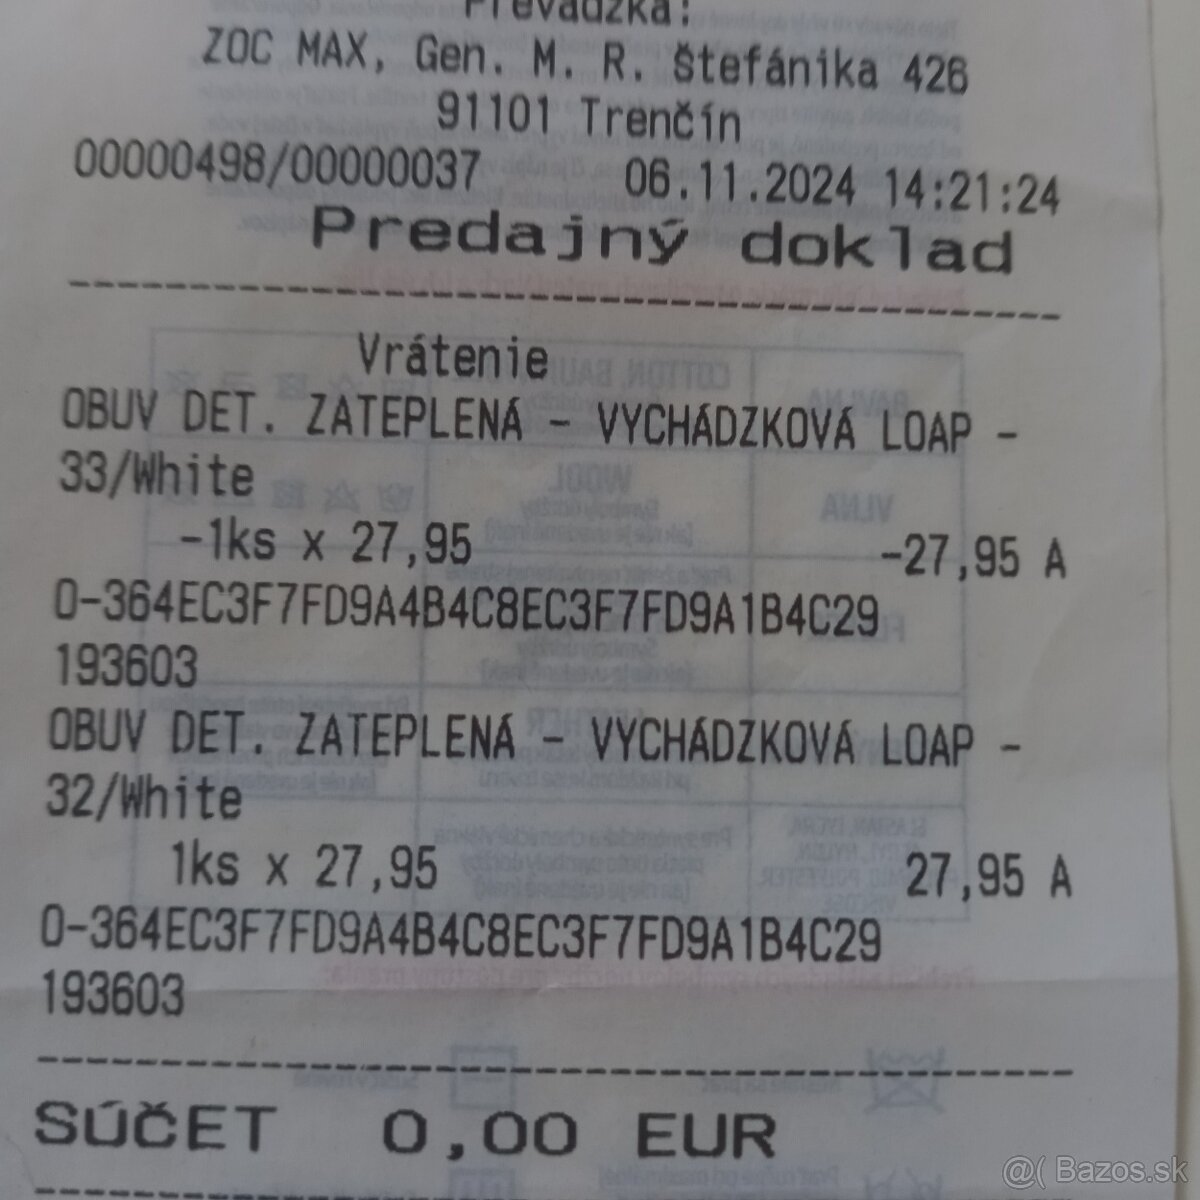 Prevádzka:
ZOC MAX, Gen. M. R. Štefánika 426
91101 Trenčín
00000498/00000037 06.11.2024 14:21:24
Predajný doklad
Vrátenie
OBUV DET. ZATEPLENÁ - VYCHÁDZKOVÁ LOAP -
33/White
-1ks x 27,95 -27,95 A
O-364EC3F7FD9A4B4C8EC3F7FD9A1B4C29
193603
OBUV DET. ZATEPLENÁ - VYCHÁDZKOVÁ LOAP -
32/White
1ks x 27,95 27,95 A
O-364EC3F7FD9A4B4C8EC3F7FD9A1B4C29
193603
SÚČET 0,00 EUR
@( Bazos.sk